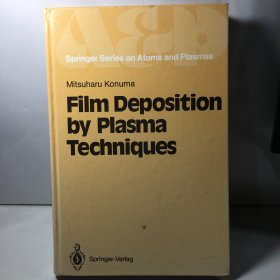 A&P
Springer Series on Atoms and Plasmas
Mitsuharu Konuma
Film Deposition
by Plasma
Techniques
Springer-Verlag